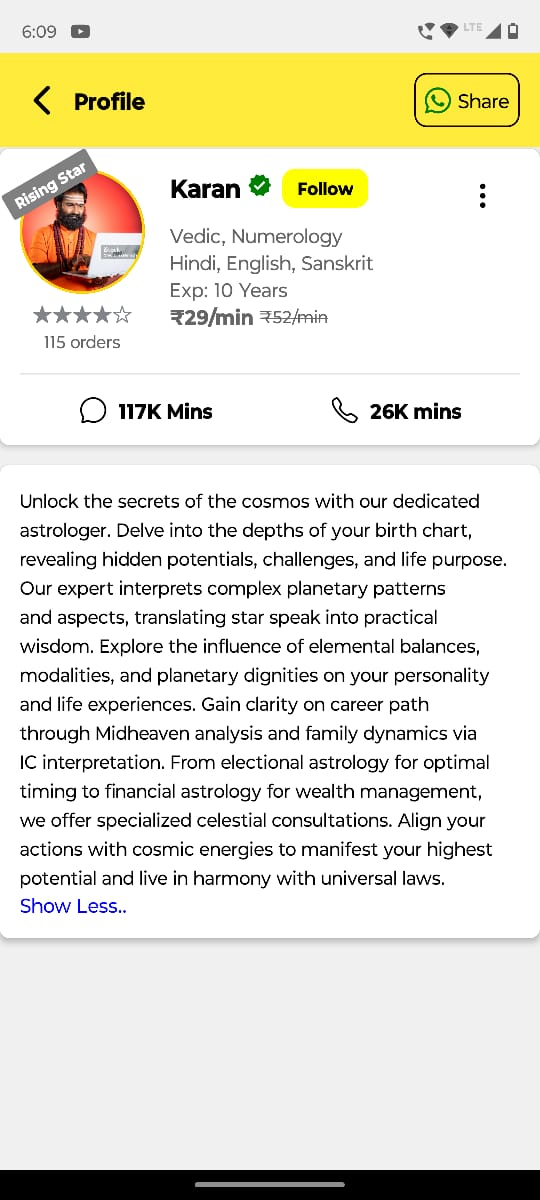 6:09
LTE
Profile
Share
Rising Star
Karan
Follow
Vedic, Numerology
Hindi, English, Sanskrit
Exp: 10 Years
₹29/min ₹52/min
115 orders
117K Mins
26K mins
Unlock the secrets of the cosmos with our dedicated
astrologer. Delve into the depths of your birth chart,
revealing hidden potentials, challenges, and life purpose.
Our expert interprets complex planetary patterns
and aspects, translating star speak into practical
wisdom. Explore the influence of elemental balances,
modalities, and planetary dignities on your personality
and life experiences. Gain clarity on career path
through Midheaven analysis and family dynamics via
IC interpretation. From electional astrology for optimal
timing to financial astrology for wealth management,
we offer specialized celestial consultations. Align your
actions with cosmic energies to manifest your highest
potential and live in harmony with universal laws.
Show Less..